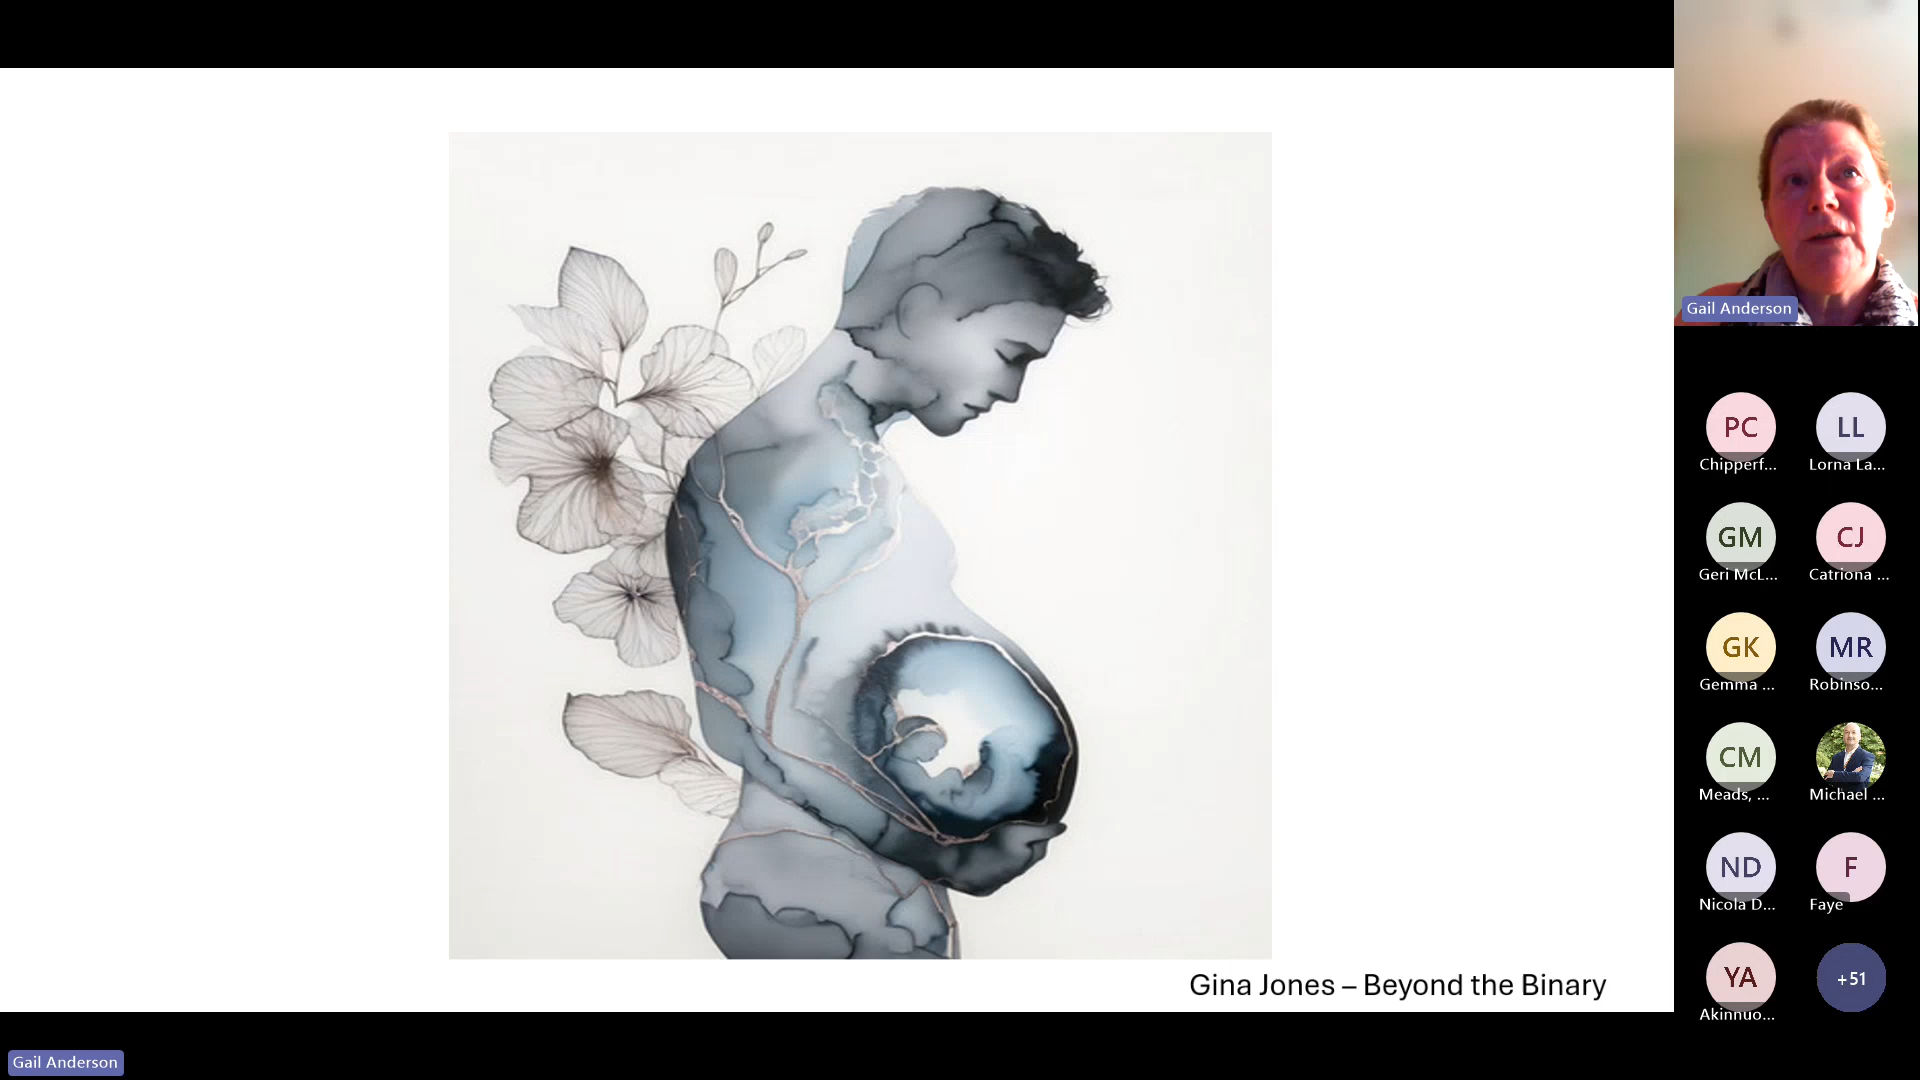 Gail Anderson
PC
Chipperf...
LL
Lorna La...
GM
Geri McL...
CJ
Catriona ...
GK
Gemma ...
MR
Robinso...
CM
Meads, ...
Michael ...
ND
Nicola D...
F
Faye
YA
Akinnuo...
+51
Gina Jones – Beyond the Binary
Gail Anderson